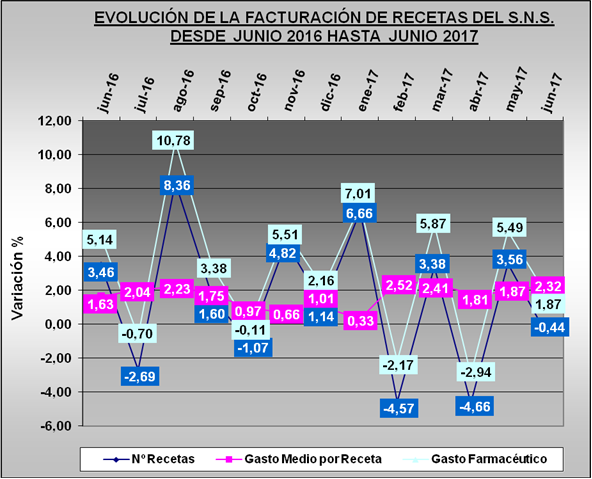 EVOLUCIÓN DE LA FACTURACIÓN DE RECETAS DEL S.N.S.
DESDE JUNIO 2016 HASTA JUNIO 2017
jun-16 jul-16 ago-16 sep-16 oct-16 nov-16 dic-16 ene-17 feb-17 mar-17 abr-17 may-17 jun-17
Variación %
12,00
10,00
8,00
6,00
4,00
2,00
0,00
-2,00
-4,00
-6,00
5,14 -0,70 10,78 3,38 -0,11 5,51 2,16 7,01 -2,17 5,87 -2,94 5,49 1,87
3,46 -2,69 8,36 1,60 -1,07 4,82 1,14 6,66 -4,57 3,38 -4,66 3,56 -0,44
1,63 2,04 2,23 1,75 0,97 0,66 1,01 0,33 2,52 2,41 1,81 1,87 2,32
Nº Recetas Gasto Medio por Receta Gasto Farmacéutico